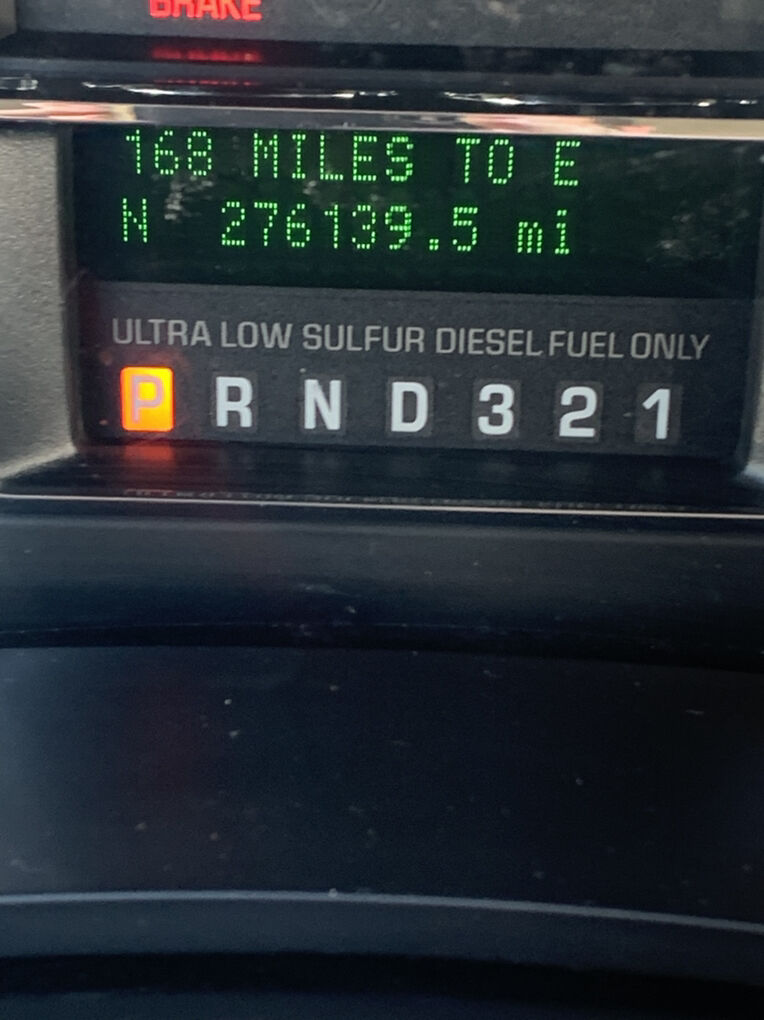 BRAKE
168 MILES TO E
N 276139.5 mi
ULTRA LOW SULFUR DIESEL FUEL ONLY
P R N D 3 2 1